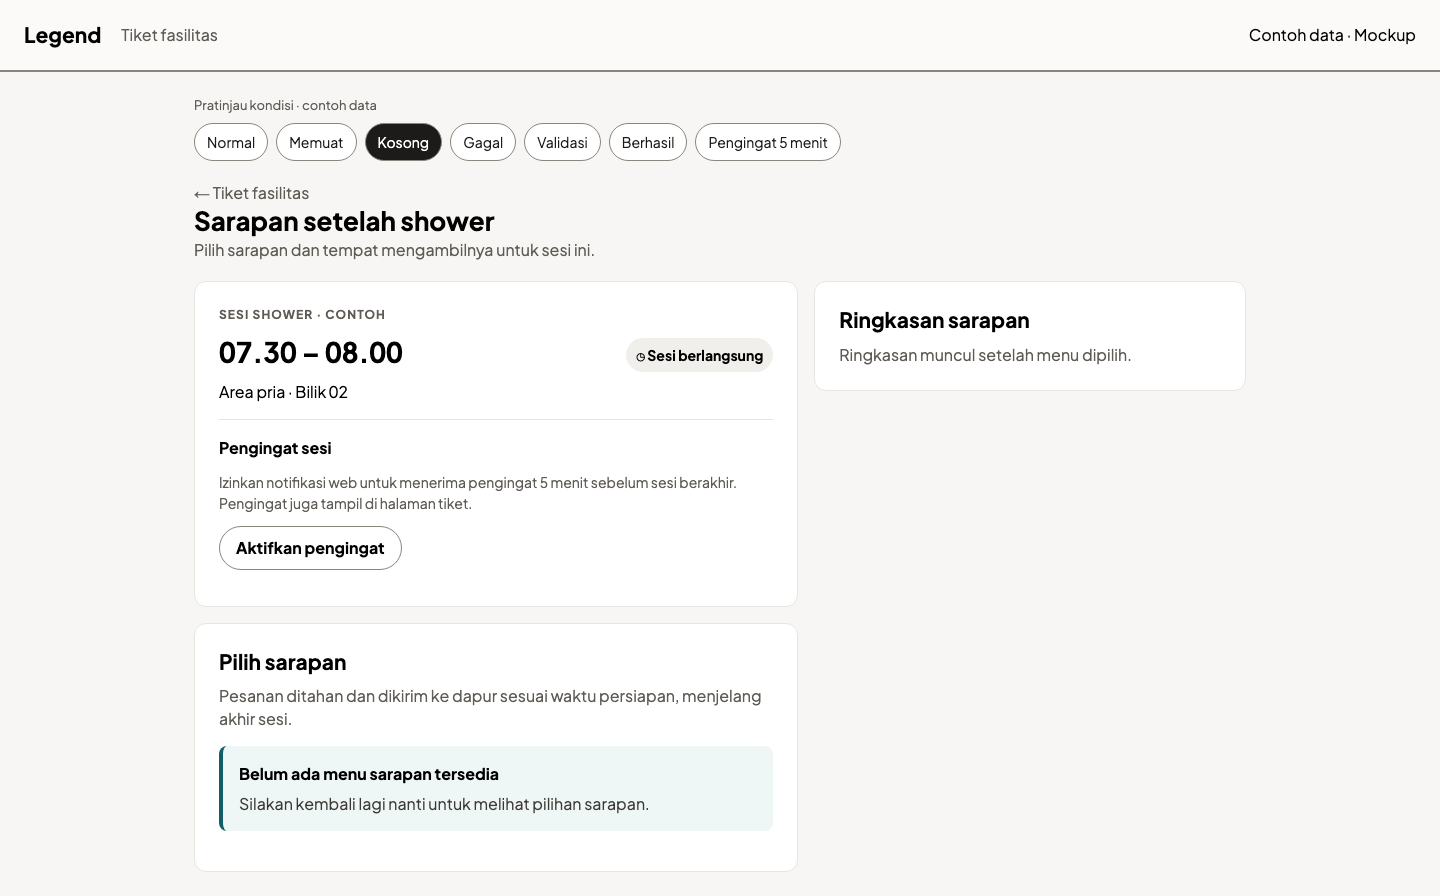 Legend
Tiket fasilitas
Contoh data · Mockup
Pratinjau kondisi · contoh data
Normal
Memuat
Kosong
Gagal
Validasi
Berhasil
Pengingat 5 menit
← Tiket fasilitas
Sarapan setelah shower
Pilih sarapan dan tempat mengambilnya untuk sesi ini.
SESI SHOWER · CONTOH
07.30 – 08.00
Sesi berlangsung
Area pria · Bilik 02
Pengingat sesi
Izinkan notifikasi web untuk menerima pengingat 5 menit sebelum sesi berakhir.
Pengingat juga tampil di halaman tiket.
Aktifkan pengingat
Pilih sarapan
Pesanan ditahan dan dikirim ke dapur sesuai waktu persiapan, menjelang
akhir sesi.
Belum ada menu sarapan tersedia
Silakan kembali lagi nanti untuk melihat pilihan sarapan.
Ringkasan sarapan
Ringkasan muncul setelah menu dipilih.